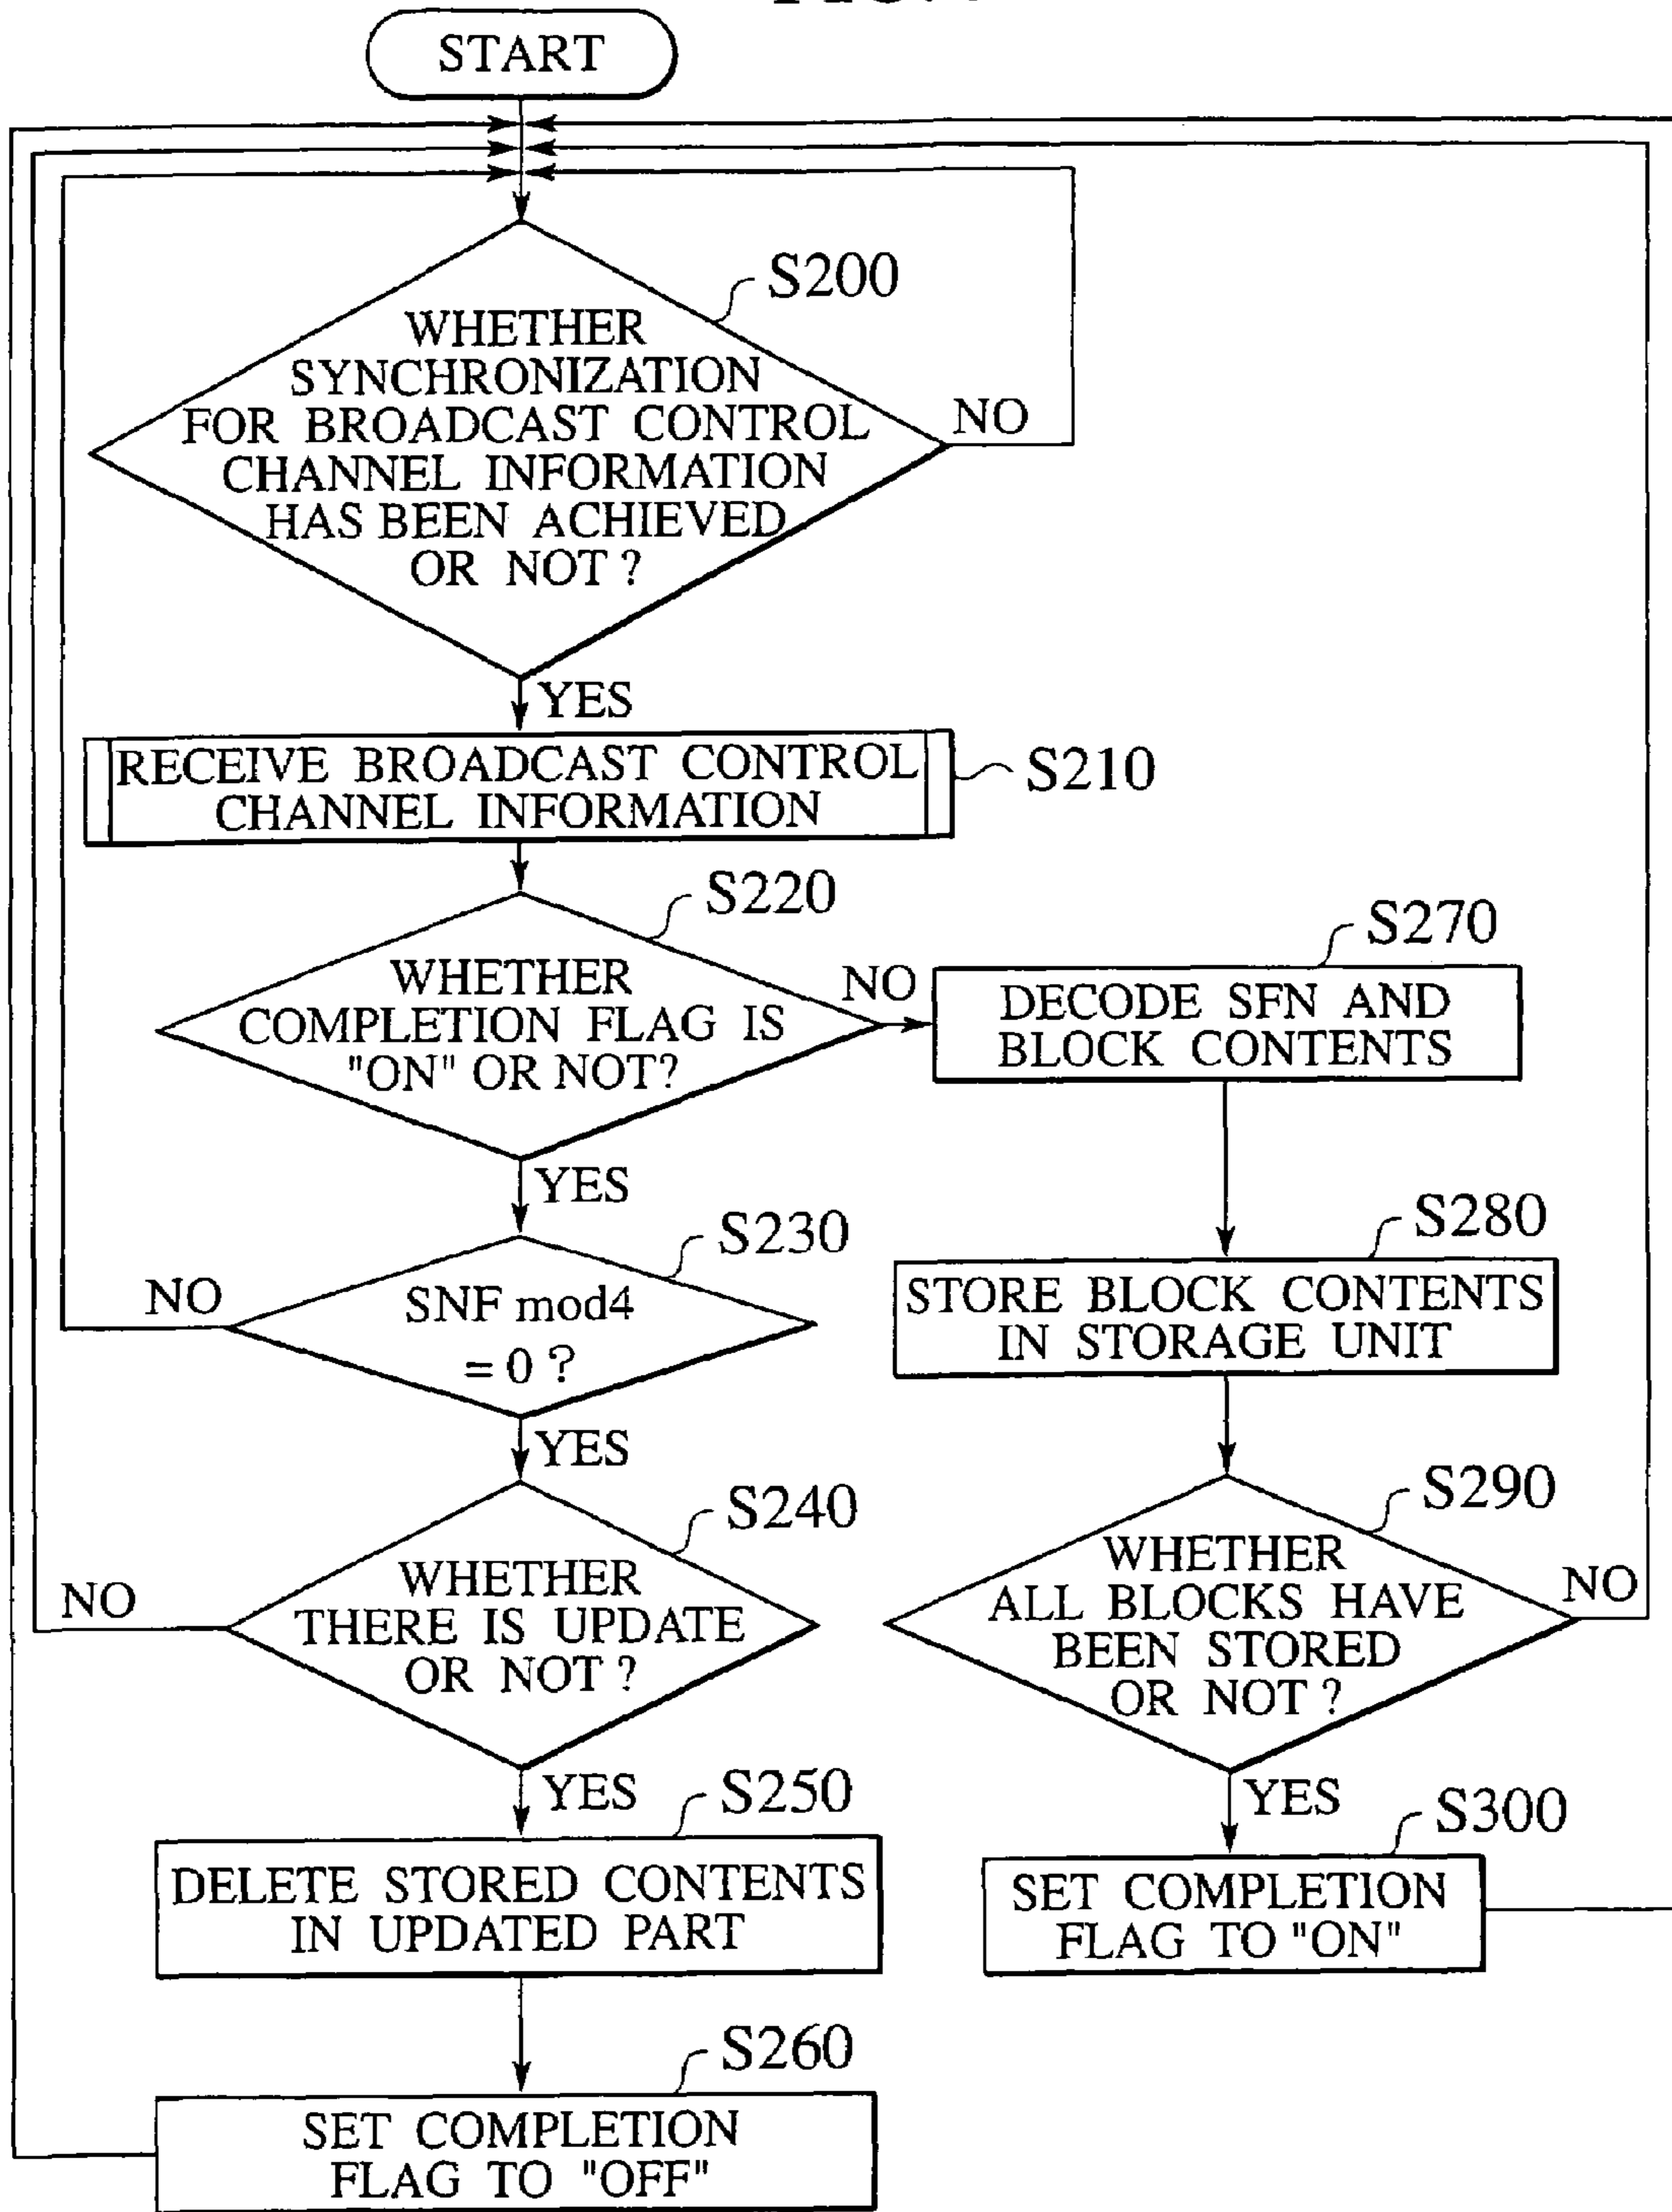 START
S200
WHETHER
SYNCHRONIZATION
FOR BROADCAST CONTROL
CHANNEL INFORMATION
HAS BEEN ACHIEVED
OR NOT ?
NO
YES
RECEIVE BROADCAST CONTROL
CHANNEL INFORMATION
S210
S220
WHETHER
COMPLETION FLAG IS
"ON" OR NOT?
NO
YES
S270
DECODE SFN AND
BLOCK CONTENTS
S230
SNF mod4
= 0 ?
NO
YES
S280
STORE BLOCK CONTENTS
IN STORAGE UNIT
S240
WHETHER
THERE IS UPDATE
OR NOT ?
NO
YES
S290
WHETHER
ALL BLOCKS HAVE
BEEN STORED
OR NOT ?
NO
YES
S250
DELETE STORED CONTENTS
IN UPDATED PART
S300
SET COMPLETION
FLAG TO "ON"
S260
SET COMPLETION
FLAG TO "OFF"